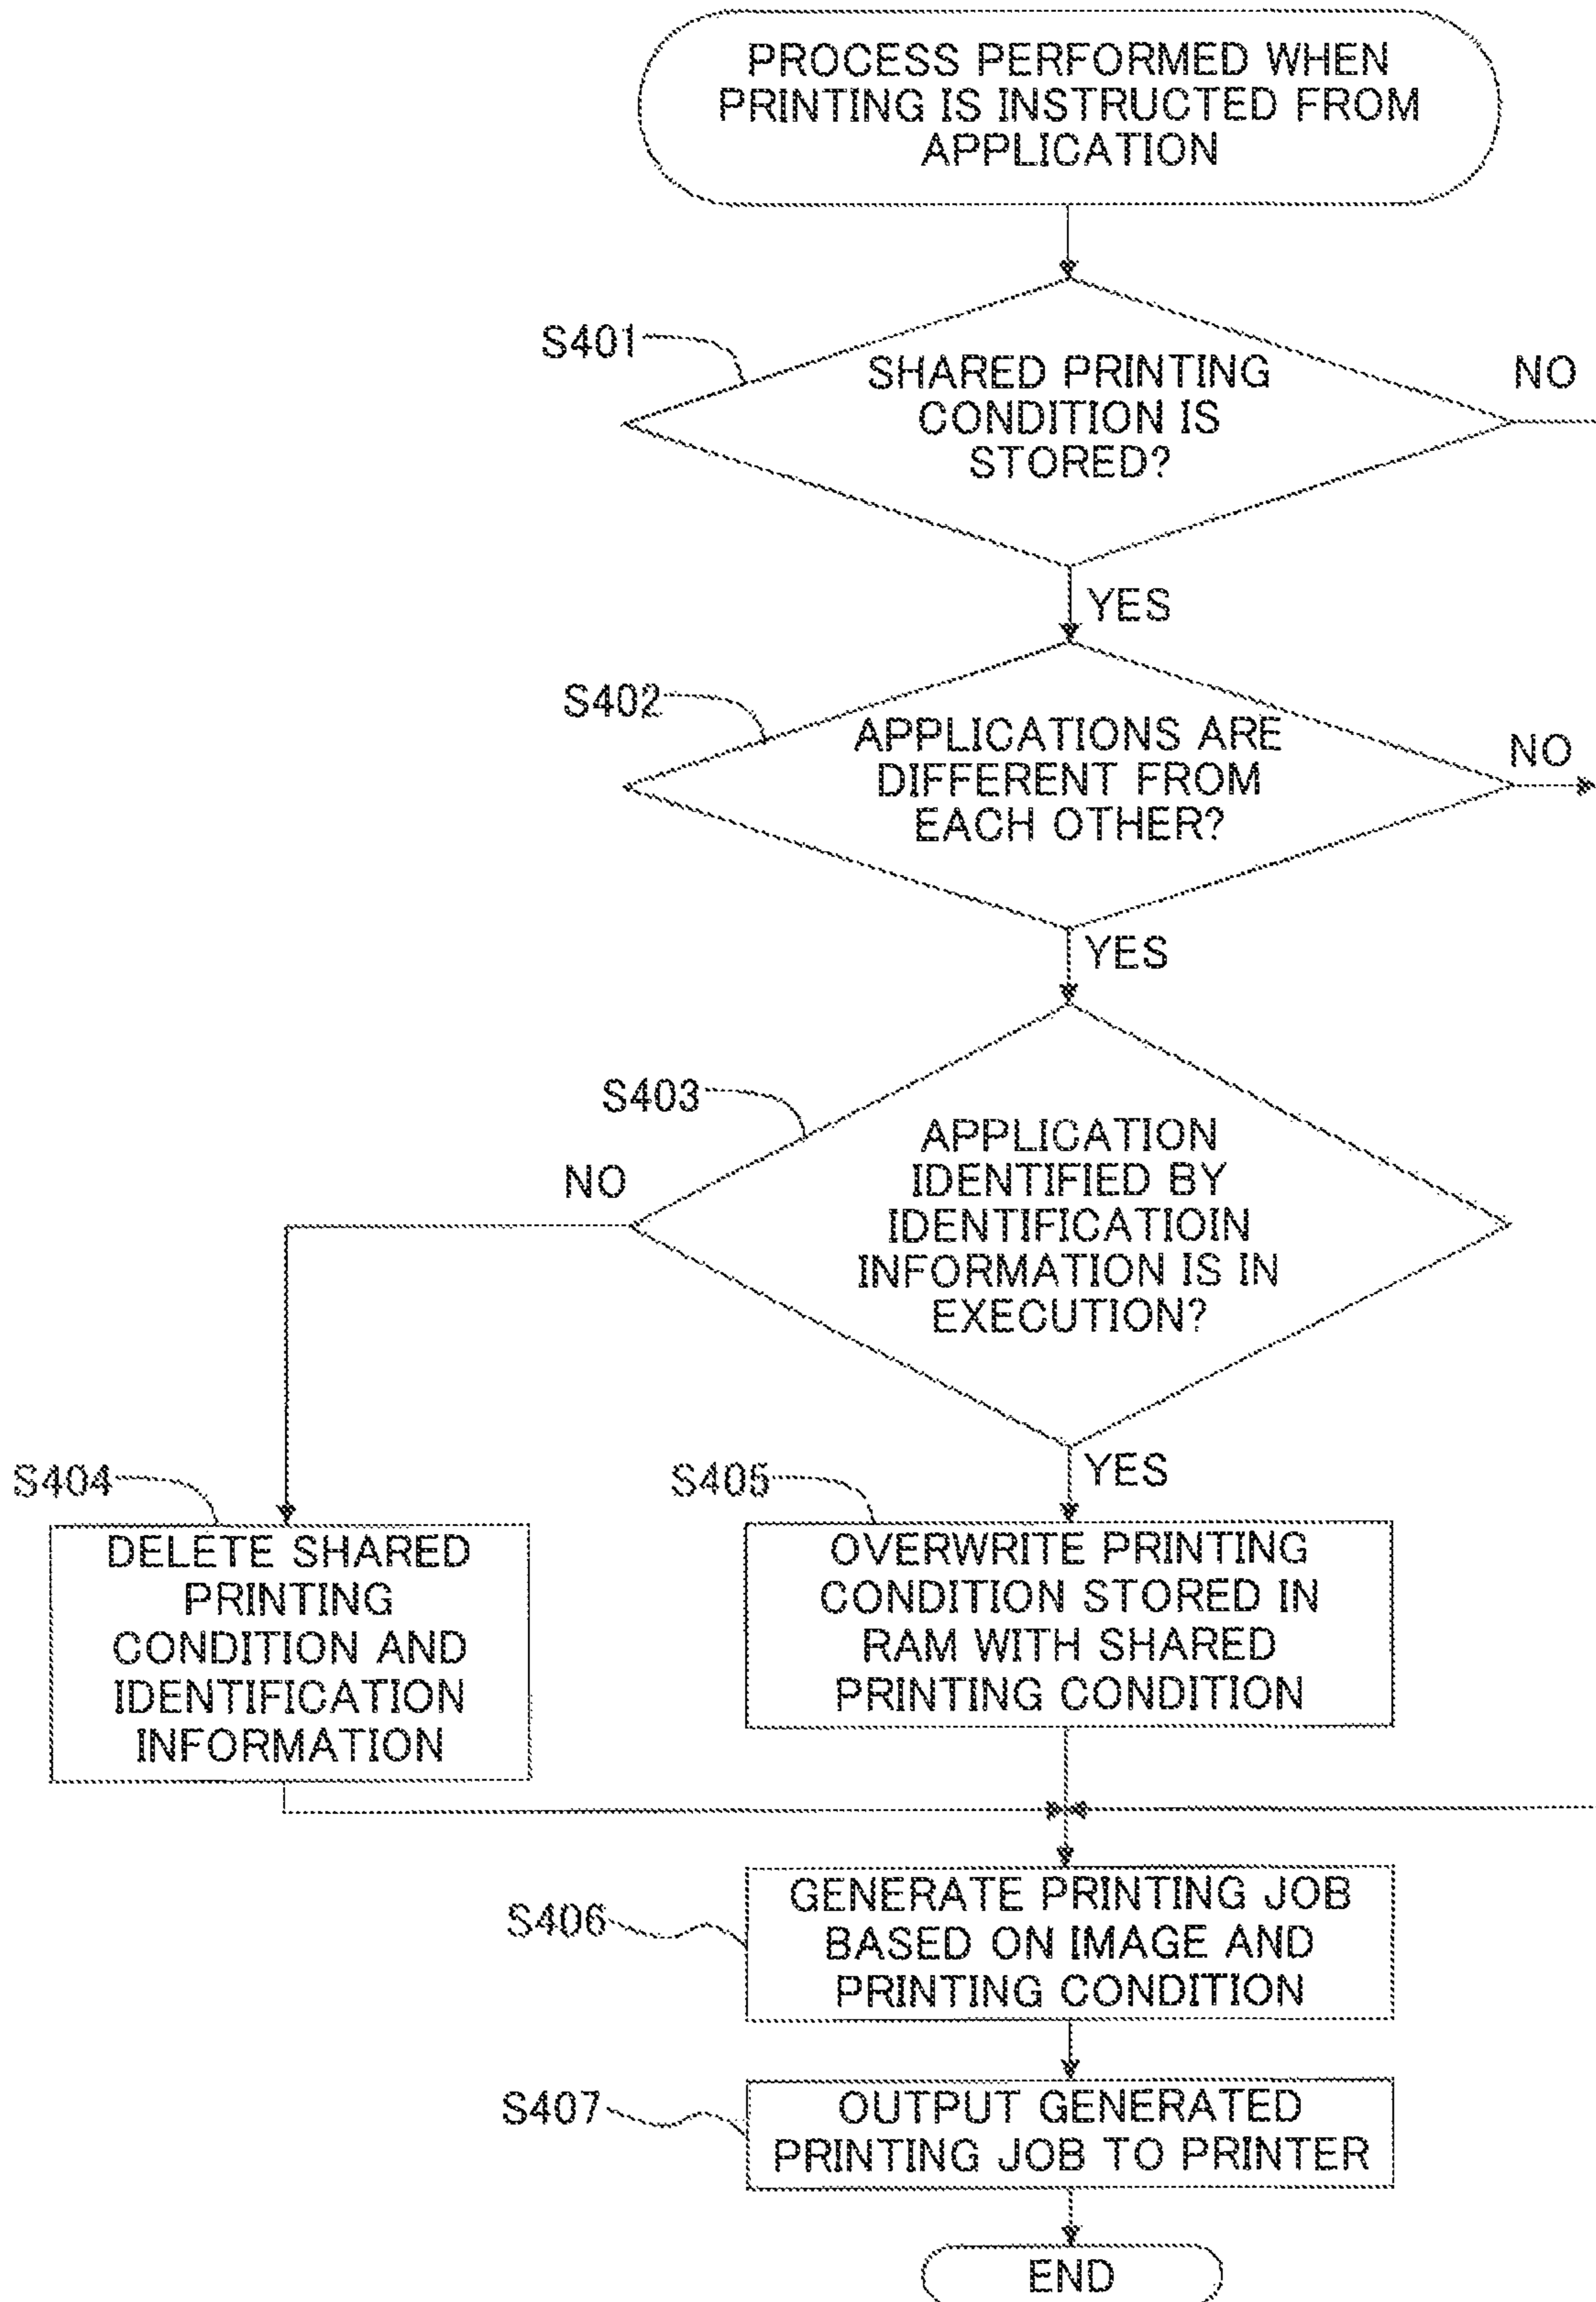 PROCESS PERFORMED WHEN
PRINTING IS INSTRUCTED FROM
APPLICATION
S401
SHARED PRINTING
CONDITION IS
STORED?
NO
YES
S402
APPLICATIONS ARE
DIFFERENT FROM
EACH OTHER?
NO
YES
S403
APPLICATION
IDENTIFIED BY
IDENTIFICATIOIN
INFORMATION IS IN
EXECUTION?
NO
YES
S404
DELETE SHARED
PRINTING
CONDITION AND
IDENTIFICATION
INFORMATION
S405
OVERWRITE PRINTING
CONDITION STORED IN
RAM WITH SHARED
PRINTING CONDITION
S406
GENERATE PRINTING JOB
BASED ON IMAGE AND
PRINTING CONDITION
S407
OUTPUT GENERATED
PRINTING JOB TO PRINTER
END